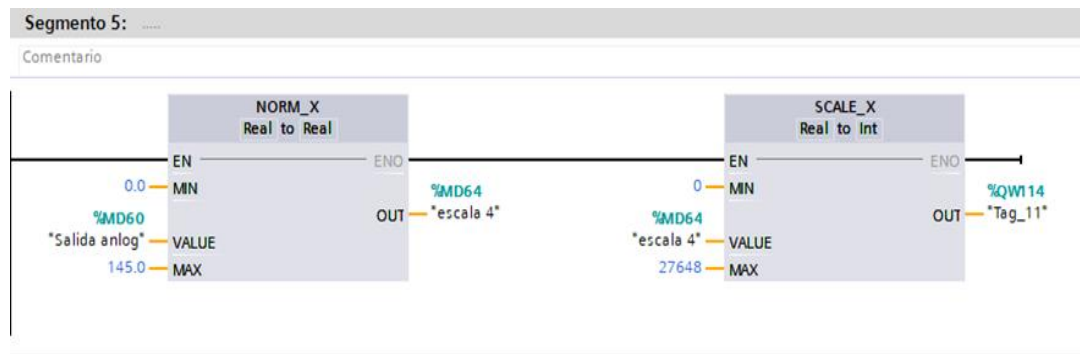 Segmento 5: .....
Comentario
NORM_X
Real to Real
EN ENO
0.0 MIN
%MD64
OUT "escala 4"
%MD60
"Salida anlog" VALUE
145.0 MAX
SCALE_X
Real to Int
EN ENO
0 MIN
%QW114
OUT "Tag_11"
%MD64
"escala 4" VALUE
27648 MAX